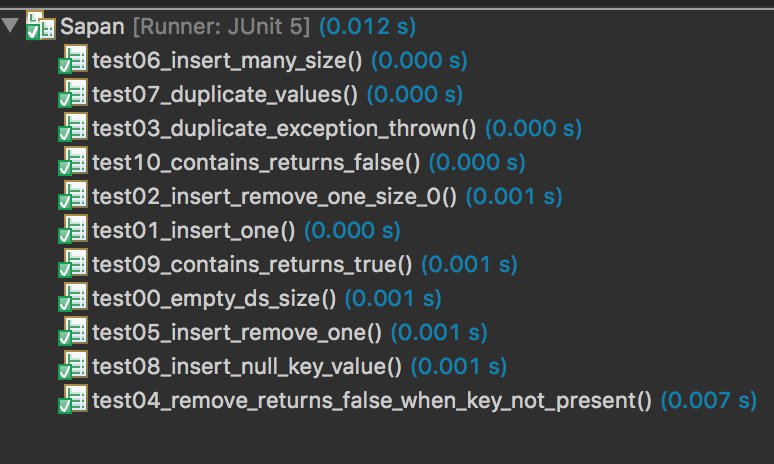 Sapan [Runner: JUnit 5] (0.012 s)
test06_insert_many_size() (0.000 s)
test07_duplicate_values() (0.000 s)
test03_duplicate_exception_thrown() (0.000 s)
test10_contains_returns_false() (0.000 s)
test02_insert_remove_one_size_0() (0.001 s)
test01_insert_one() (0.000 s)
test09_contains_returns_true() (0.001 s)
test00_empty_ds_size() (0.001 s)
test05_insert_remove_one() (0.001 s)
test08_insert_null_key_value() (0.001 s)
test04_remove_returns_false_when_key_not_present() (0.007 s)